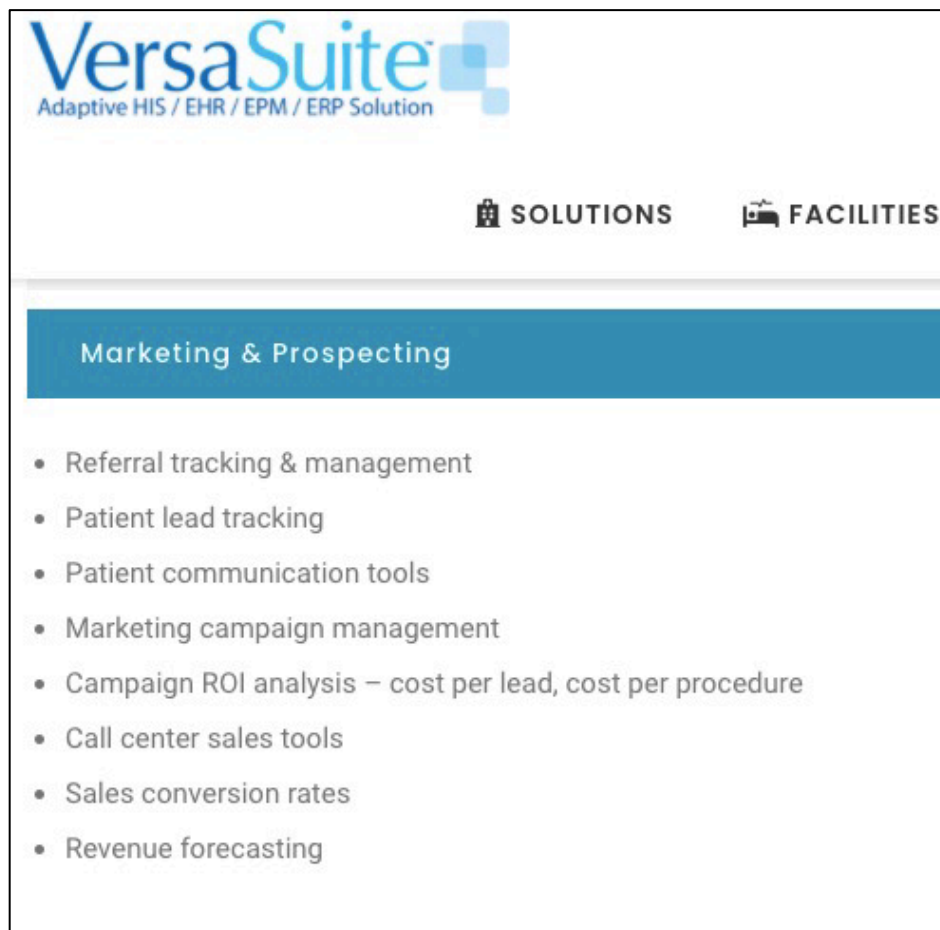 VersaSuite™
Adaptive HIS / EHR / EPM / ERP Solution
SOLUTIONS FACILITIES
Marketing & Prospecting
• Referral tracking & management
• Patient lead tracking
• Patient communication tools
• Marketing campaign management
• Campaign ROI analysis – cost per lead, cost per procedure
• Call center sales tools
• Sales conversion rates
• Revenue forecasting